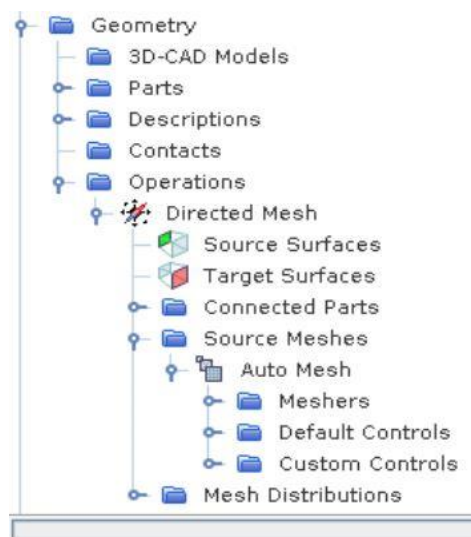 Geometry
3D-CAD Models
Parts
Descriptions
Contacts
Operations
Directed Mesh
Source Surfaces
Target Surfaces
Connected Parts
Source Meshes
Auto Mesh
Meshers
Default Controls
Custom Controls
Mesh Distributions